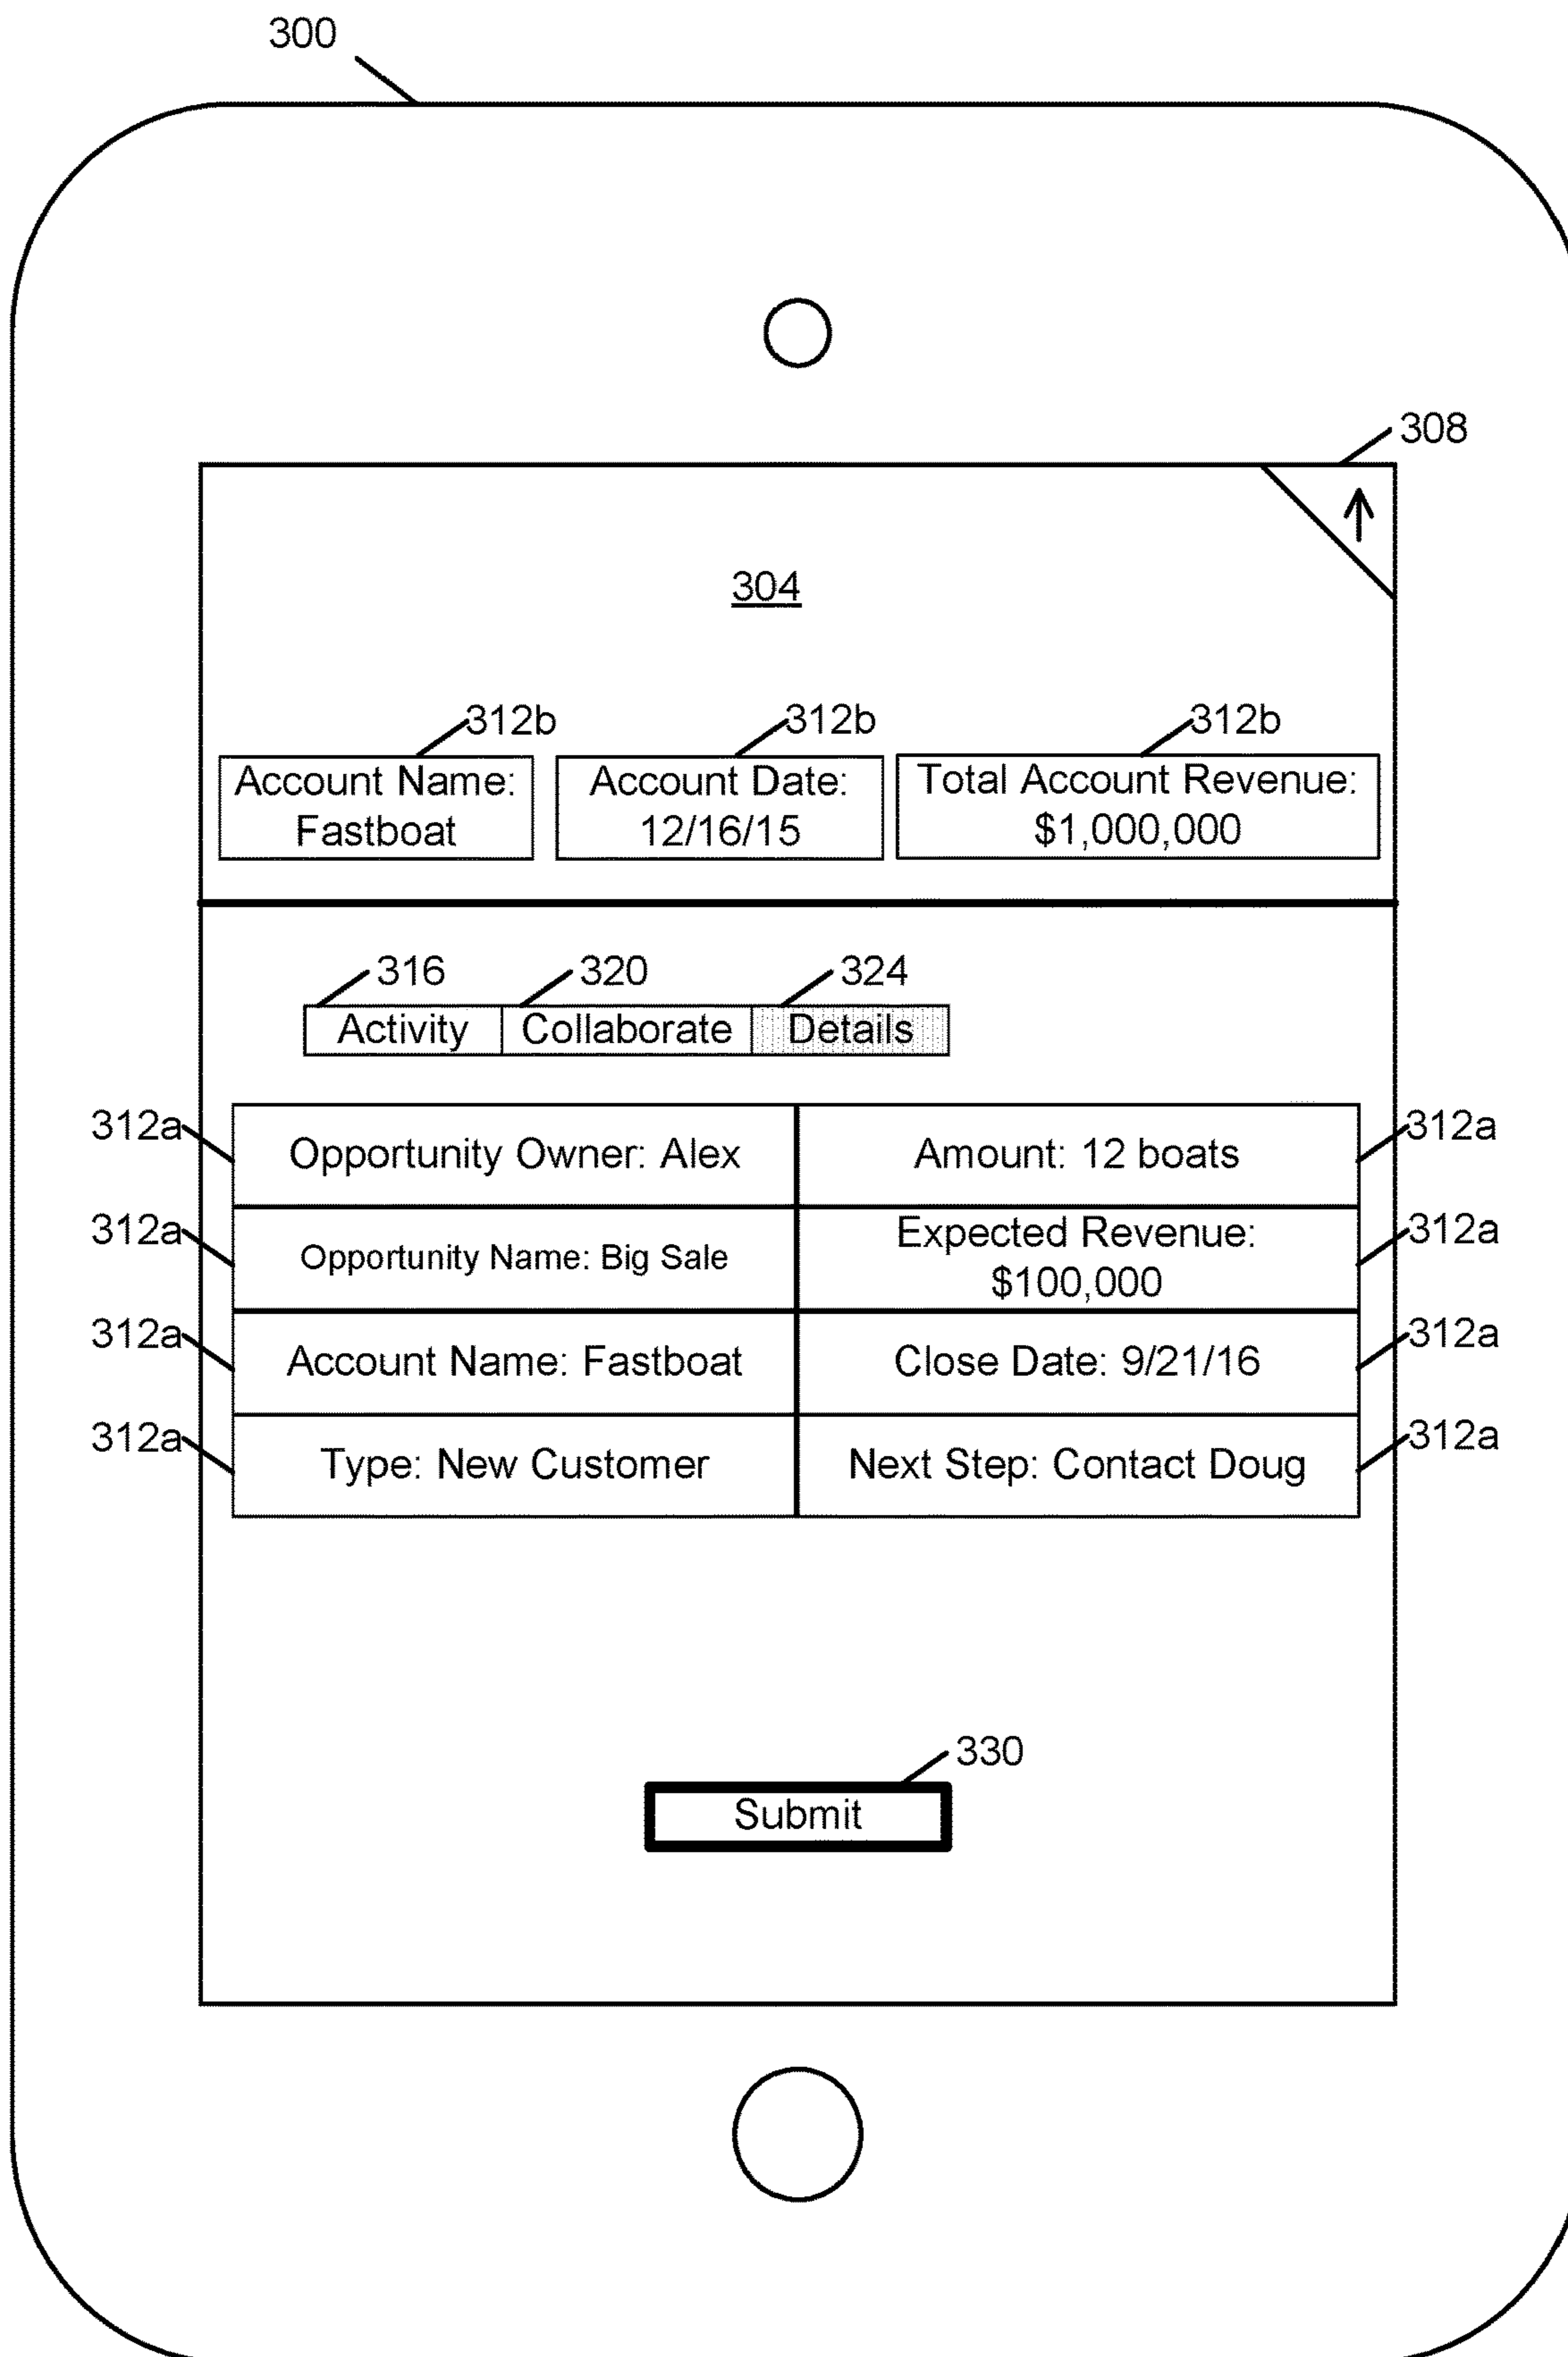 300
308
304
312b 312b 312b
Account Name: Account Date: Total Account Revenue:
Fastboat 12/16/15 $1,000,000
316 320 324
Activity Collaborate Details
312a Opportunity Owner: Alex Amount: 12 boats 312a
312a Opportunity Name: Big Sale Expected Revenue: 312a
$100,000
312a Account Name: Fastboat Close Date: 9/21/16 312a
312a Type: New Customer Next Step: Contact Doug 312a
330
Submit